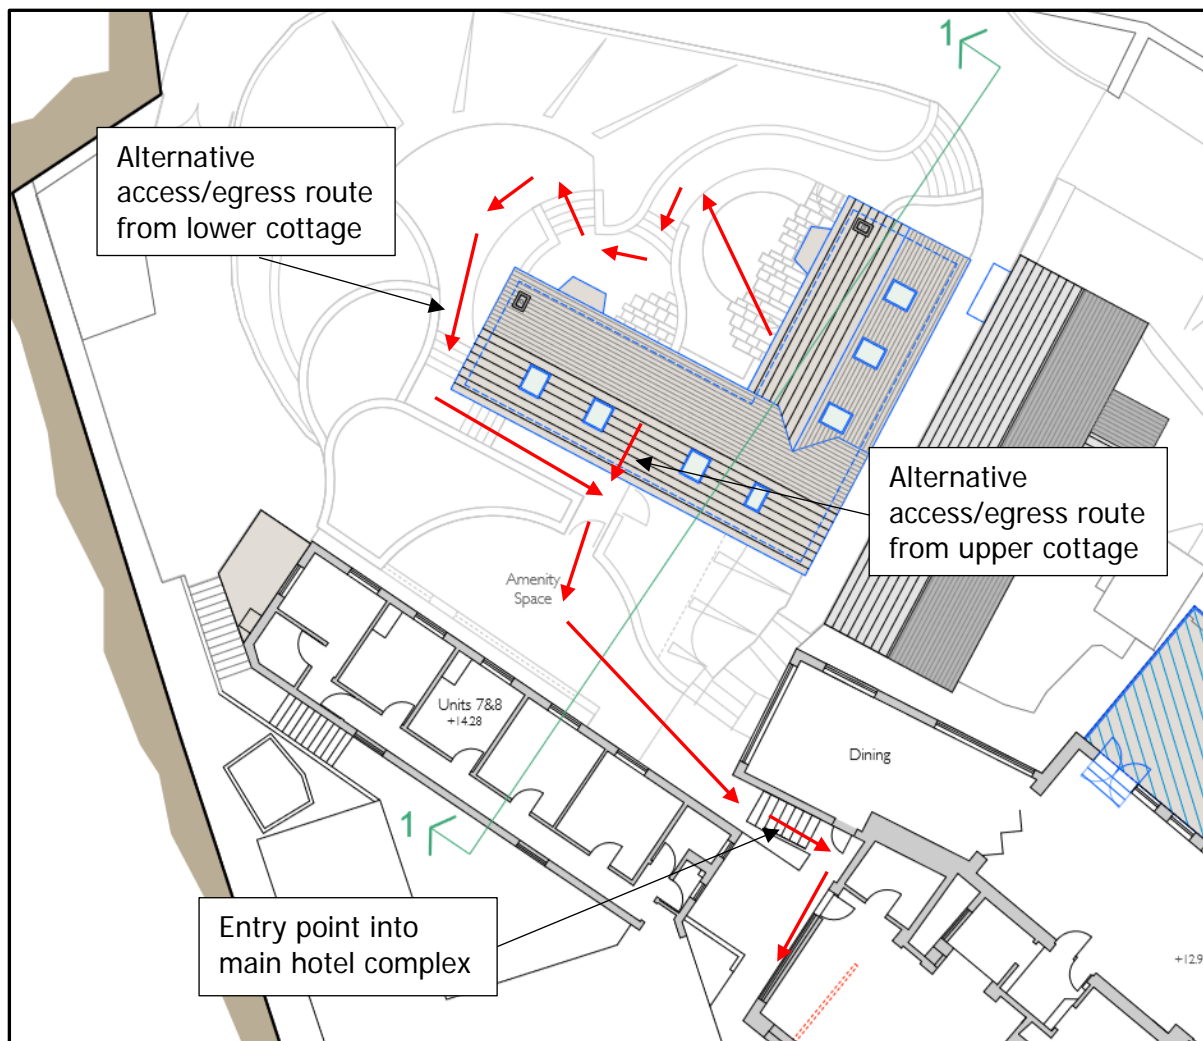 1
Alternative
access/egress route
from lower cottage
Alternative
access/egress route
from upper cottage
Amenity
Space
Units 7&8
+14.28
Dining
1
Entry point into
main hotel complex
+12.9